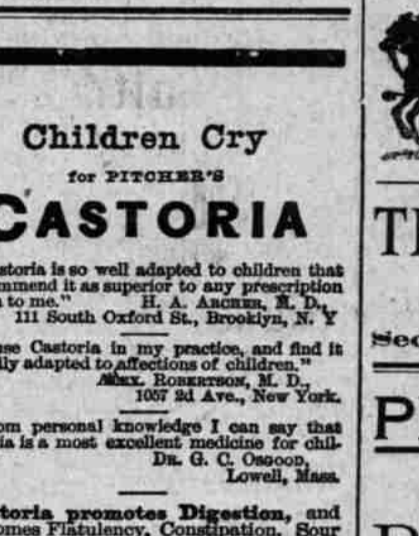 Children Cry
for PITCHER'S
CASTORIA
storia is so well adapted to children that
mmend it as superior to any prescription
to me." H. A. ARCHER, M. D.,
111 South Oxford St., Brooklyn, N. Y
se Castoria in my practice, and find it
lly adapted to affections of children."
ALEX. ROBERTSON, M. D.,
1057 2d Ave., New York.
om personal knowledge I can say that
ia is a most excellent medicine for chil-
DR. G. C. OSGOOD,
Lowell, Mass.
toria promotes Digestion, and
omes Flatulency, Constipation, Sour
T
Sec
P